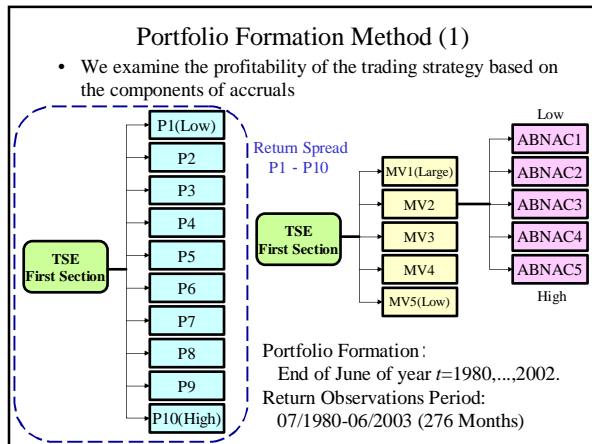 Portfolio Formation Method (1)
• We examine the profitability of the trading strategy based on
the components of accruals
TSE
First Section
P1(Low)
P2
P3
P4
P5
P6
P7
P8
P9
P10(High)
Return Spread
P1 - P10
TSE
First Section
MV1(Large)
MV2
MV3
MV4
MV5(Low)
Low
ABNAC1
ABNAC2
ABNAC3
ABNAC4
ABNAC5
High
Portfolio Formation:
End of June of year t=1980,...,2002.
Return Observations Period:
07/1980-06/2003 (276 Months)